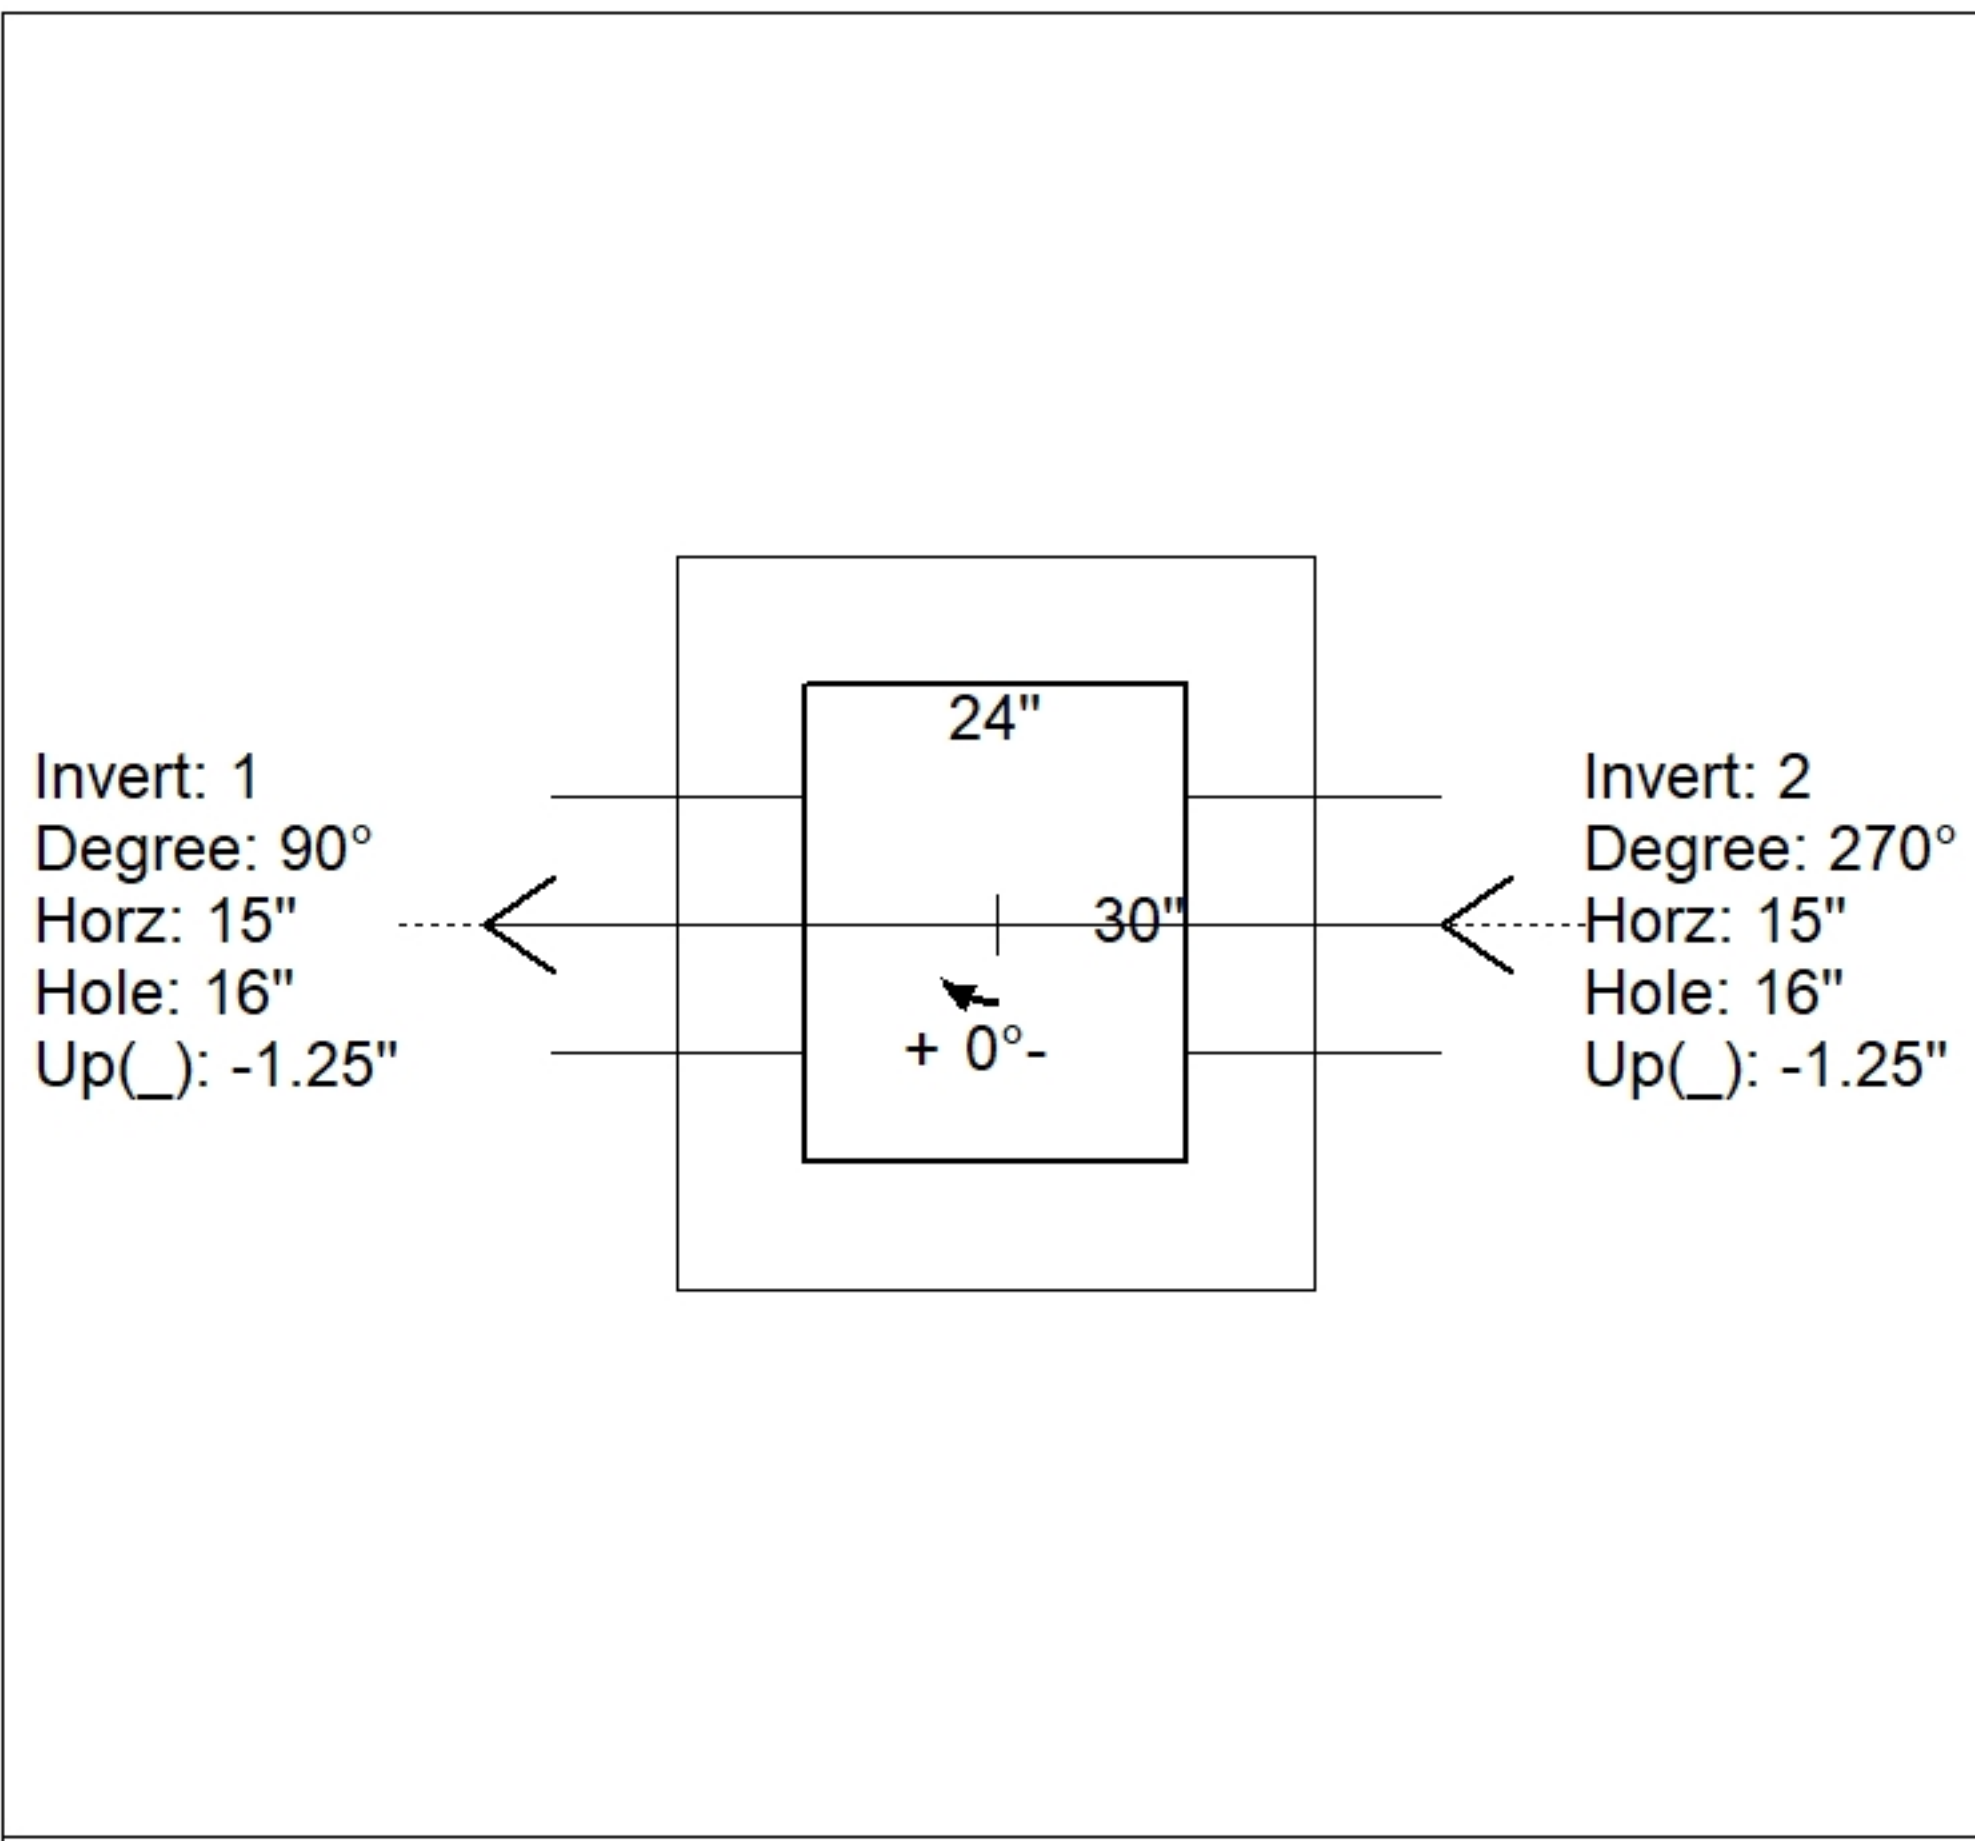 24"
Invert: 1
Degree: 90°
Horz: 15"
Hole: 16"
Up(_): -1.25"
30"
+ 0°-
Invert: 2
Degree: 270°
Horz: 15"
Hole: 16"
Up(_): -1.25"